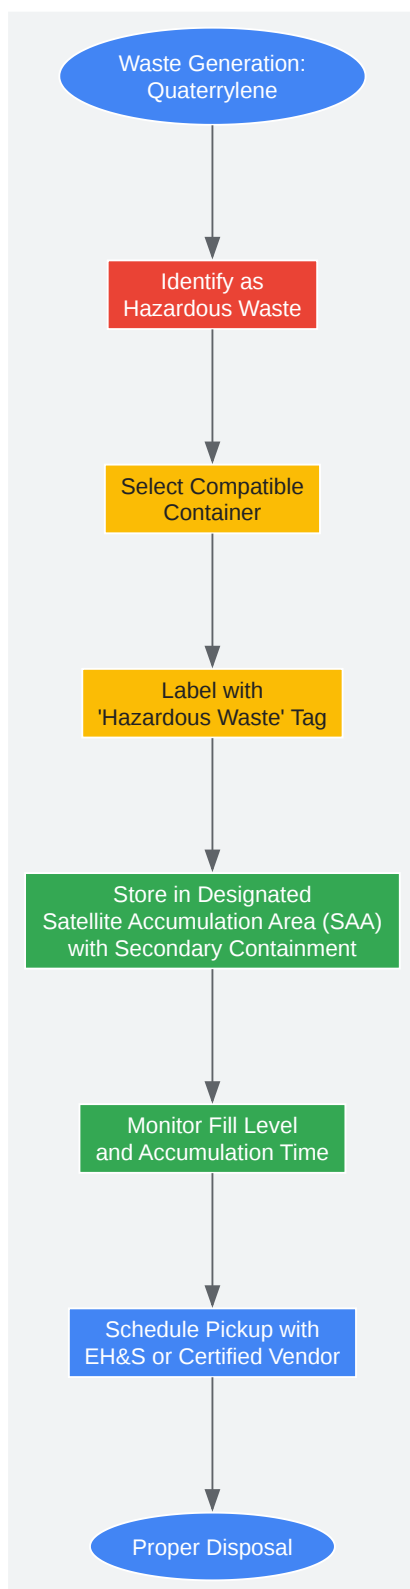 Waste Generation:
Quaterrylene
Identify as
Hazardous Waste
Select Compatible
Container
Label with
'Hazardous Waste' Tag
Store in Designated
Satellite Accumulation Area (SAA)
with Secondary Containment
Monitor Fill Level
and Accumulation Time
Schedule Pickup with
EH&S or Certified Vendor
Proper Disposal